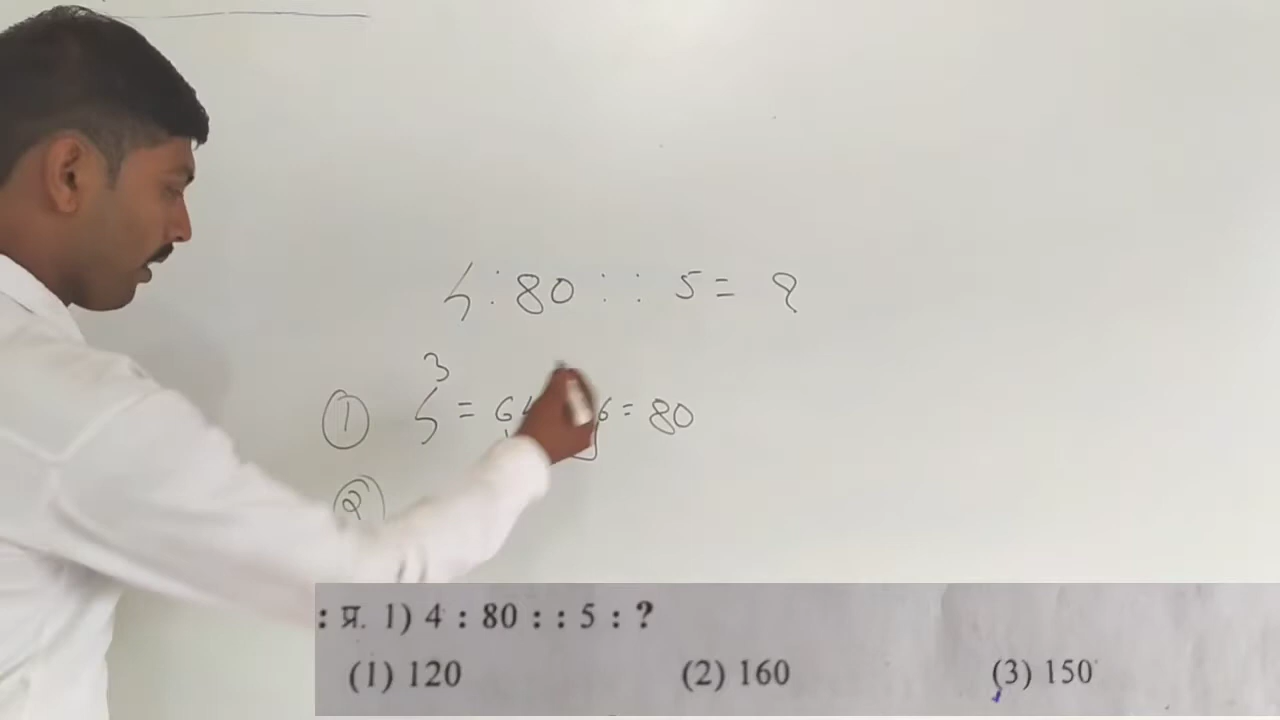 4 : 80 : : 5 = ?
3
① 4 = 64 6 = 80
②
: प्र. 1) 4 : 80 : : 5 : ?
(1) 120 (2) 160 (3) 150